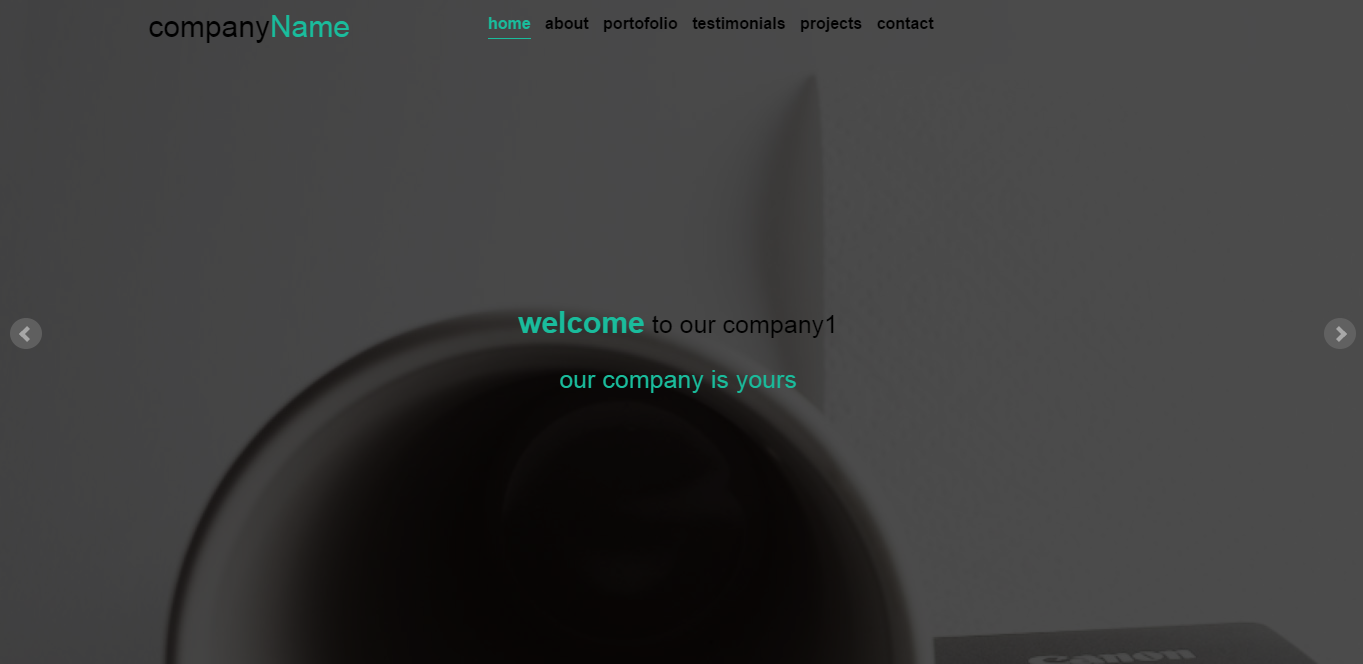 companyName
home about portofolio testimonials projects contact
welcome to our company1
our company is yours
Canon